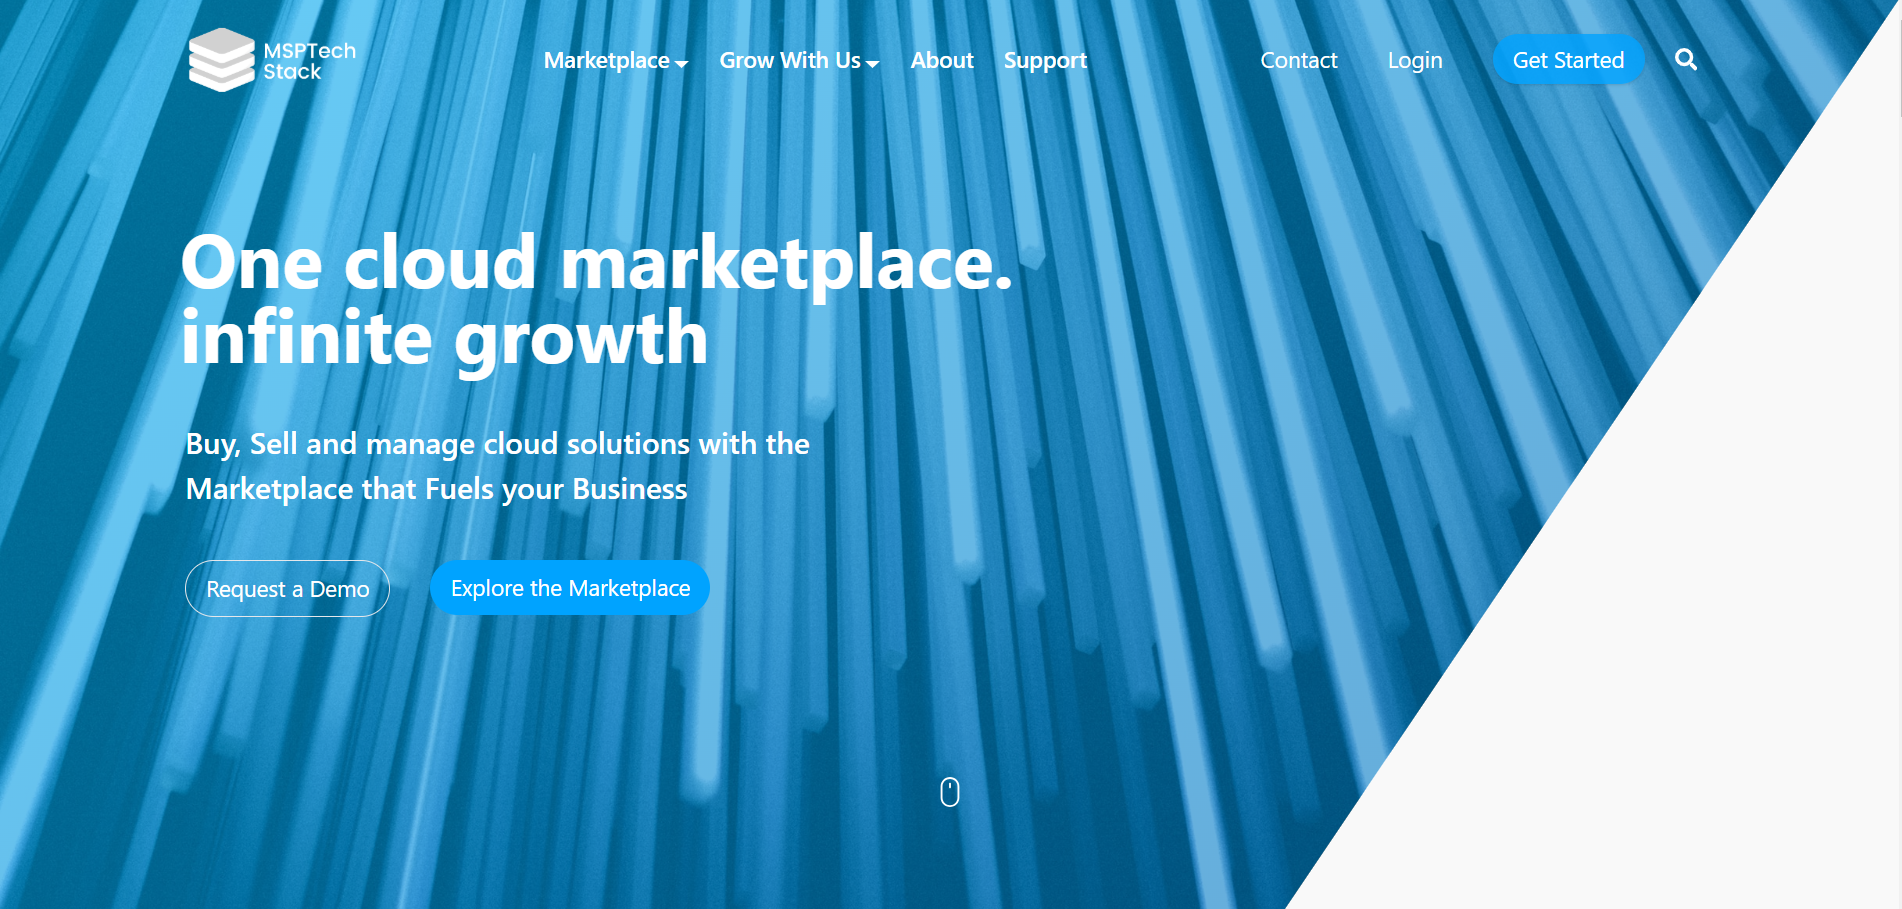 MSPTech
Stack
Marketplace
Grow With Us
About
Support
Contact
Login
Get Started
One cloud marketplace.
infinite growth
Buy, Sell and manage cloud solutions with the
Marketplace that Fuels your Business
Request a Demo
Explore the Marketplace